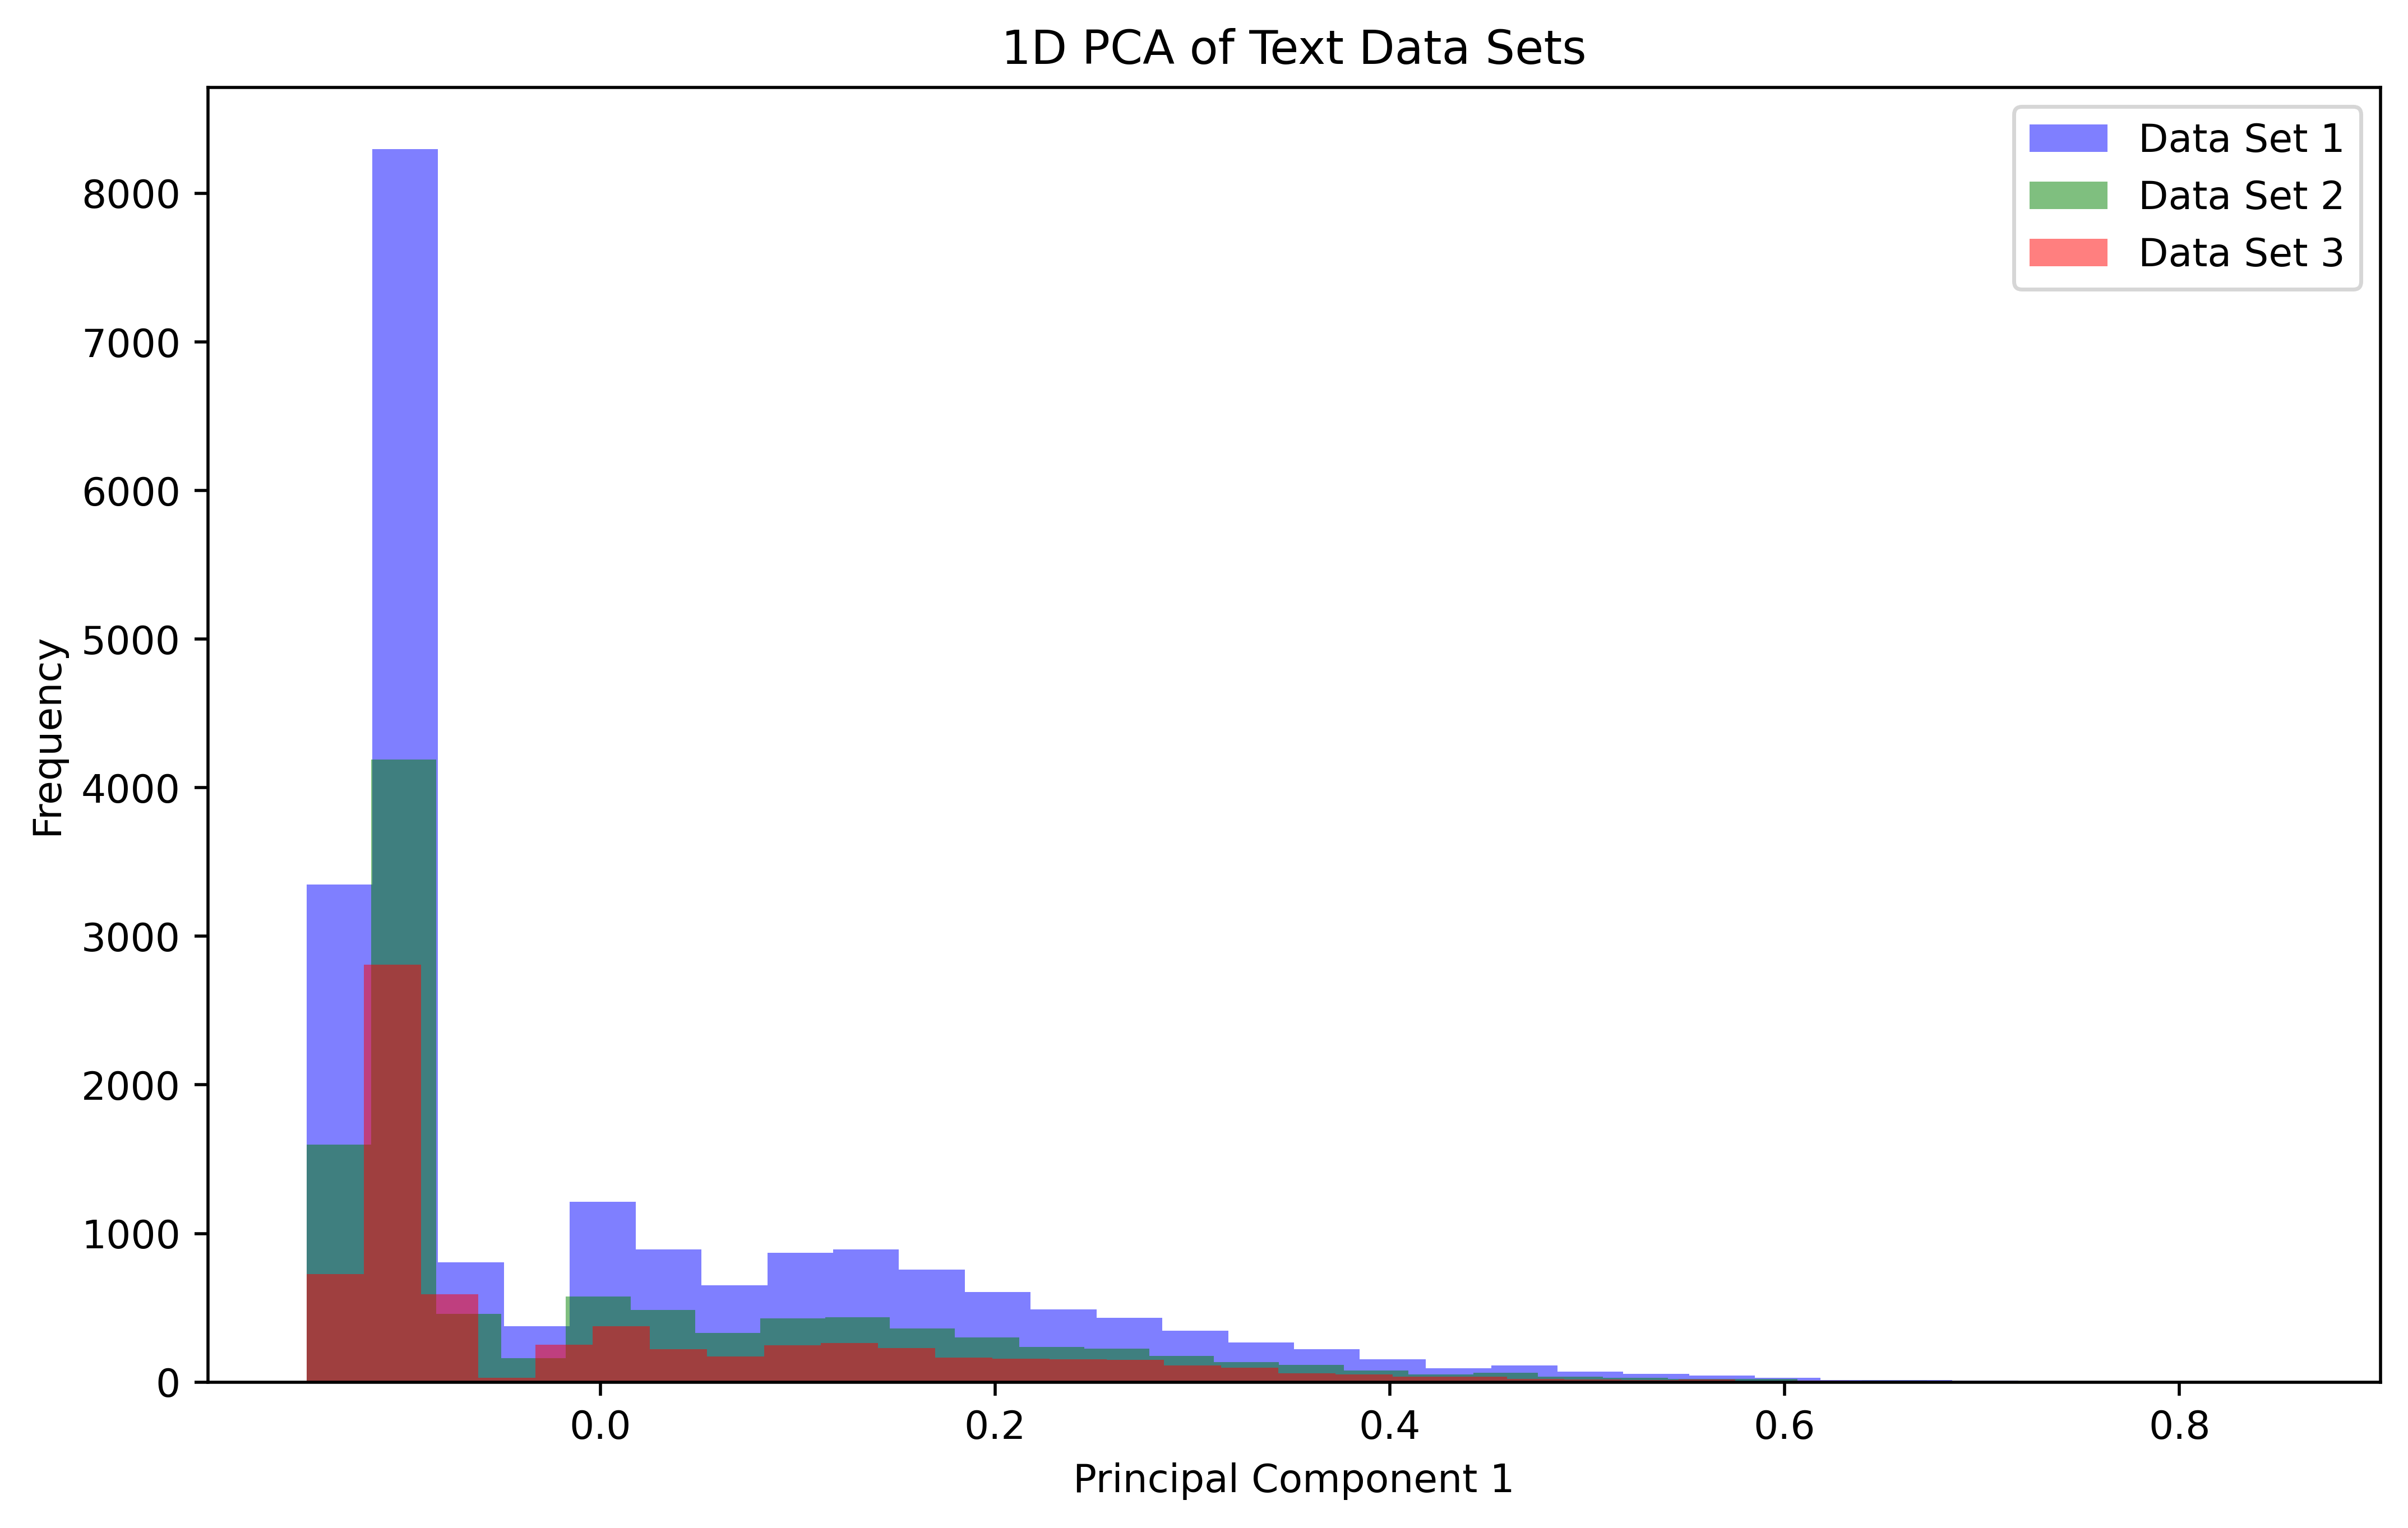 1D PCA of Text Data Sets
Data Set 1
Data Set 2
Data Set 3
Frequency
8000
7000
6000
5000
4000
3000
2000
1000
0
0.0 0.2 0.4 0.6 0.8
Principal Component 1